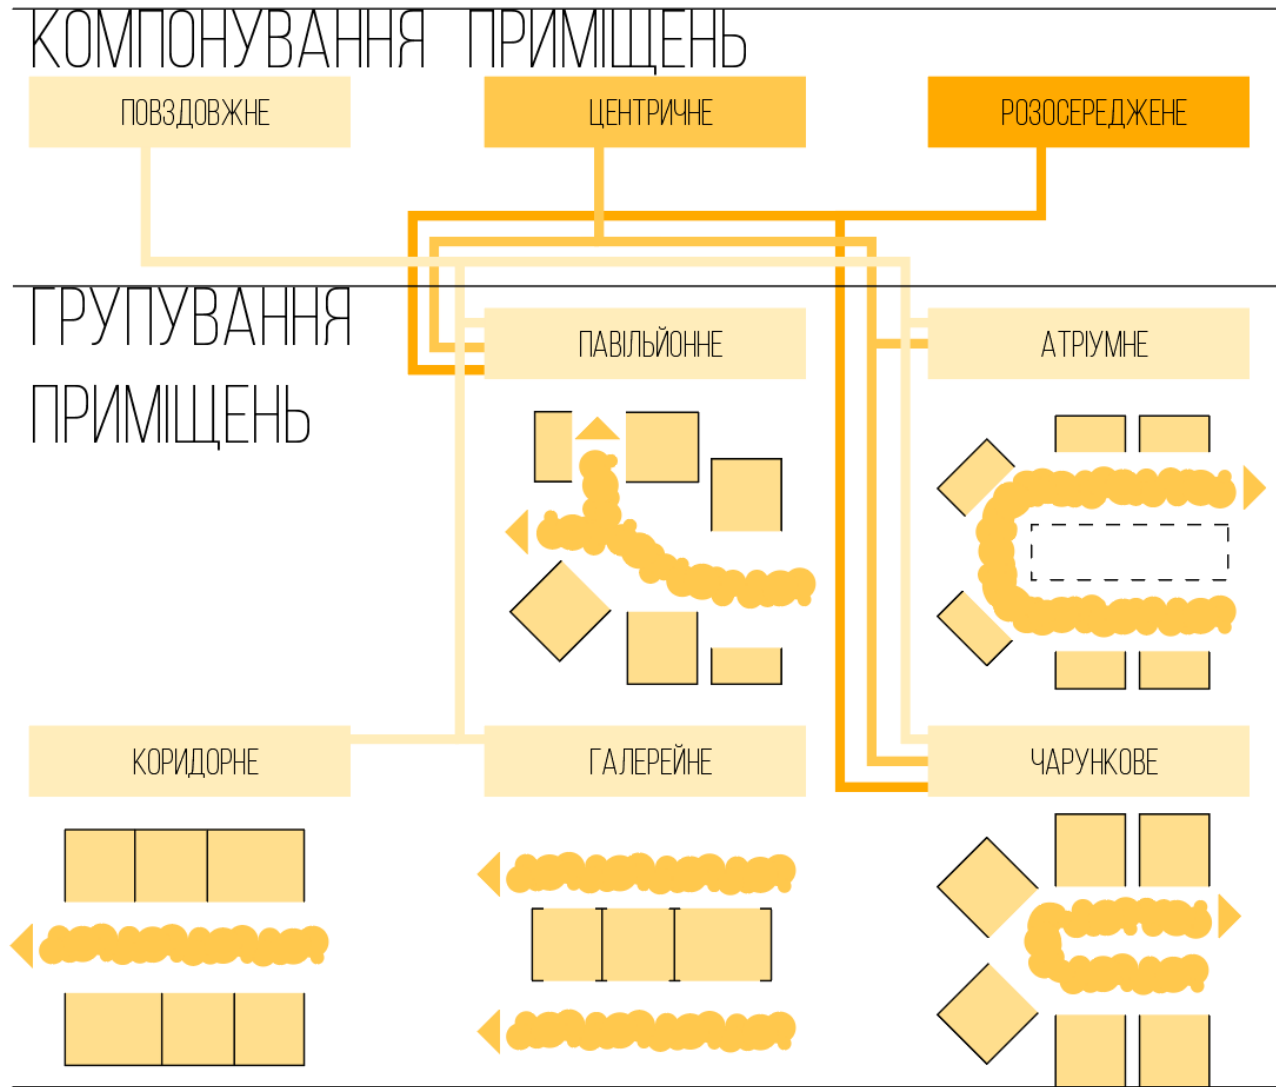 КОМПОНУВАННЯ ПРИМІЩЕНЬ
ПОВЗДОВЖНЕ
ЦЕНТРИЧНЕ
РОЗОСЕРЕДЖЕНЕ
ГРУПУВАННЯ
ПРИМІЩЕНЬ
ПАВІЛЬЙОННЕ
АТРІУМНЕ
КОРИДОРНЕ
ГАЛЕРЕЙНЕ
ЧАРУНКОВЕ